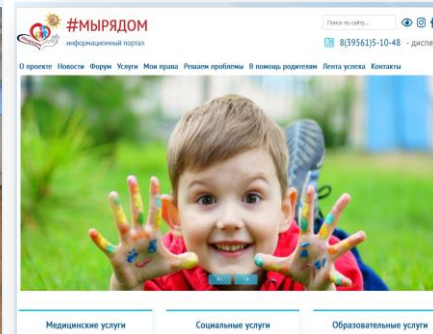 #МЫРЯДОМ
информационный портал
Поиск по сайту...
8(39561)5-10-48 - диспе
О проекте Новости Форум Услуги Мои права Решаем проблемы В помощь родителям Лента успеха Контакты
Медицинские услуги
Социальные услуги
Образовательные услуги